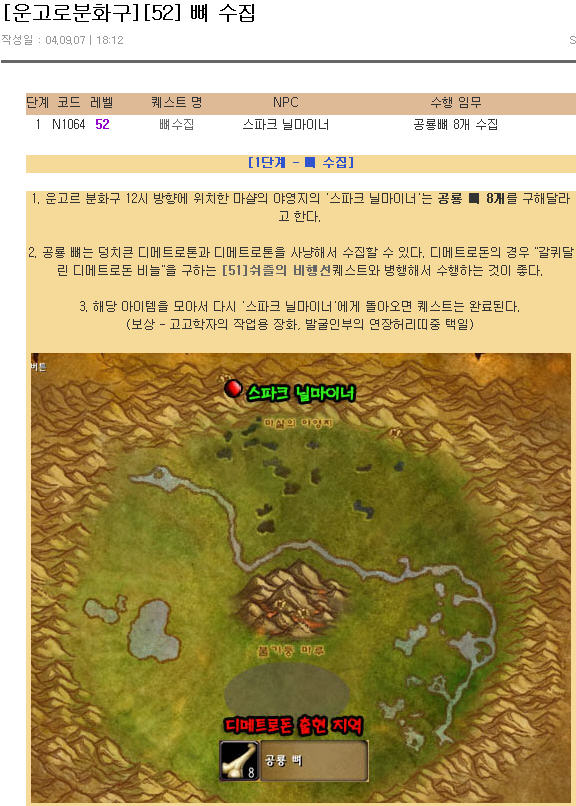 [운고로분화구][52] 뼈 수집
작성일 : 04.09.07 | 18:12
S
단계 코드 레벨 퀘스트 명 NPC 수행 임무
1 N1064 52 뼈수집 스파크 닐마이너 공룡뼈 8개 수집
[1단계 - 뼈 수집]
1. 운고르 분화구 12시 방향에 위치한 마샬의 야영지의 '스파크 닐마이너'는 공룡 뼈 8개를 구해달라
고 한다.
2. 공룡 뼈는 덩치큰 디메트로톤과 디메트로톤을 사냥해서 수집할 수 있다. 디메트로돈의 경우 "갈퀴달
린 디메트로돈 비늘"을 구하는 [51]쉬즐의 비행선퀘스트와 병행해서 수행하는 것이 좋다.
3. 해당 아이템을 모아서 다시 '스파크 닐마이너'에게 돌아오면 퀘스트는 완료된다.
(보상 - 고고학자의 작업용 장화, 발굴인부의 연장허리띠중 택일)
버튼
스파크 닐마이너
마샬의 야영지
불기둥 마루
디메트로돈 출현 지역
8
공룡 뼈